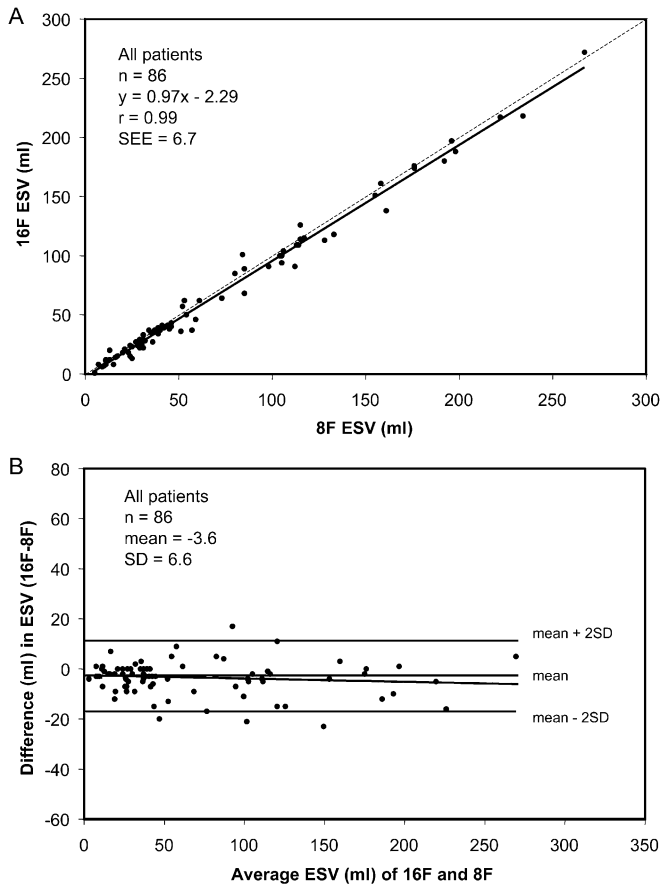 A
300
250
200
150
100
50
0
16F ESV (ml)
All patients
n = 86
y = 0.97x - 2.29
r = 0.99
SEE = 6.7
0 50 100 150 200 250 300
8F ESV (ml)
B
80
60
40
20
0
-20
-40
-60
Difference (ml) in ESV (16F-8F)
All patients
n = 86
mean = -3.6
SD = 6.6
mean + 2SD
mean
mean - 2SD
0 50 100 150 200 250 300 350
Average ESV (ml) of 16F and 8F